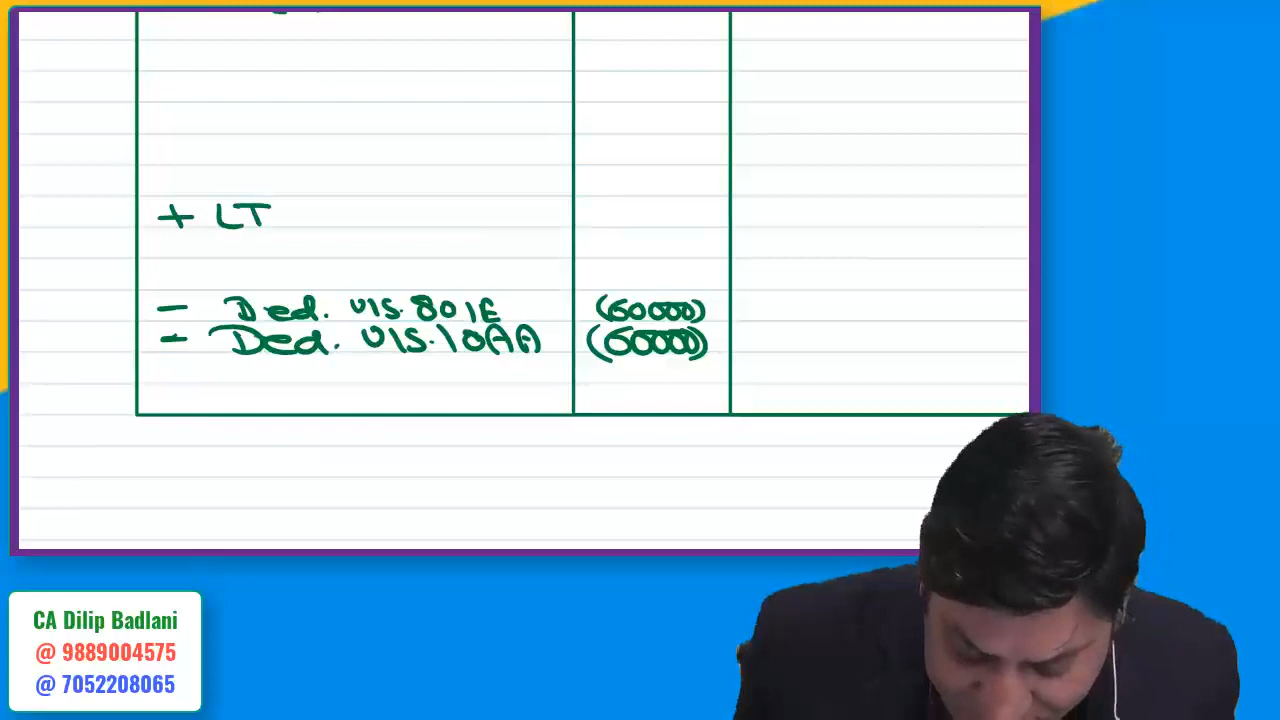 + LT
- Ded. U/S. 80IE (60000)
- Ded. U/S. 10AA (60000)
CA Dilip Badlani
@ 9889004575
@ 7052208065